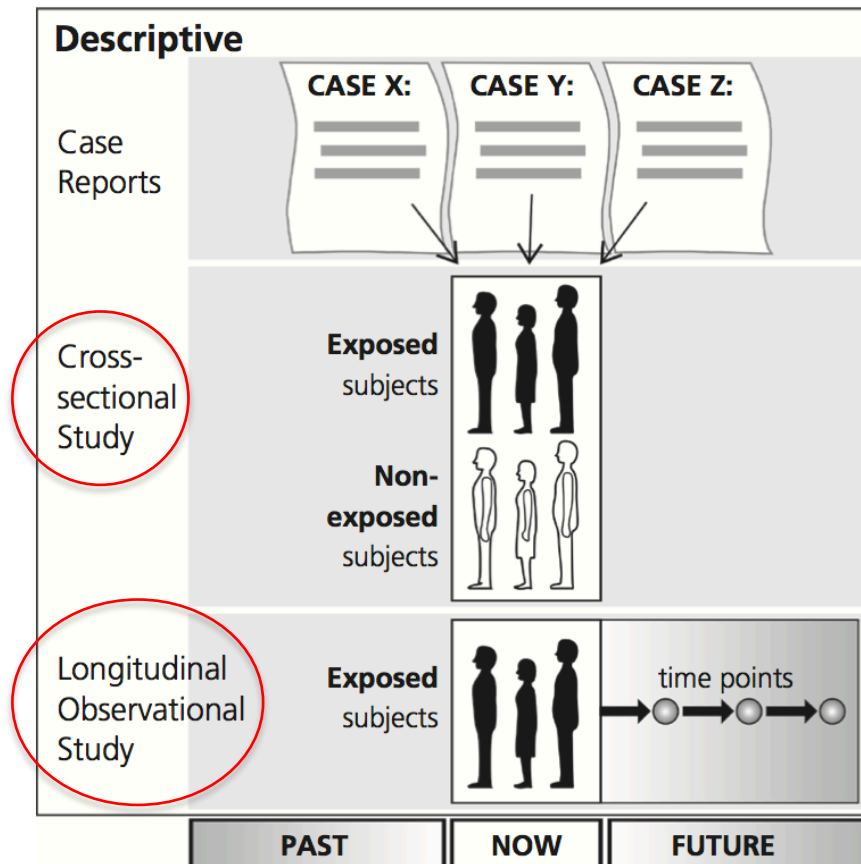 Descriptive
CASE X:
CASE Y:
CASE Z:
Case
Reports
Cross-
sectional
Study
Exposed
subjects
Non-
exposed
subjects
Longitudinal
Observational
Study
Exposed
subjects
time points
PAST
NOW
FUTURE